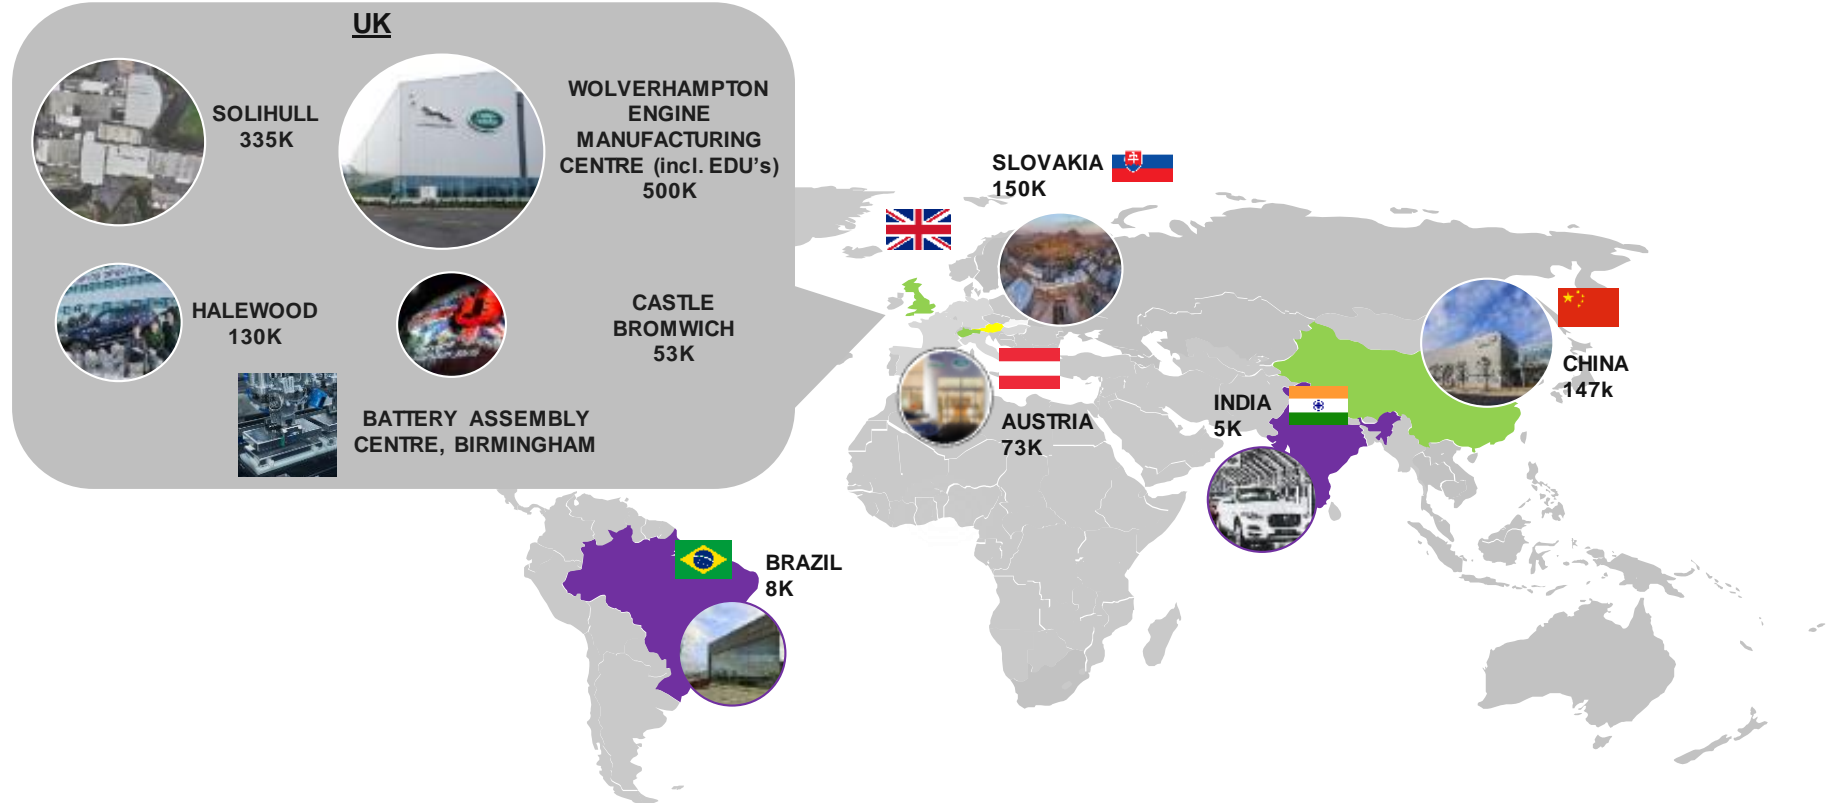 UK
SOLIHULL
335K
WOLVERHAMPTON
ENGINE
MANUFACTURING
CENTRE (incl. EDU's)
500K
HALEWOOD
130K
CASTLE
BROMWICH
53K
BATTERY ASSEMBLY
CENTRE, BIRMINGHAM
SLOVAKIA
150K
AUSTRIA
73K
INDIA
5K
CHINA
147k
BRAZIL
8K